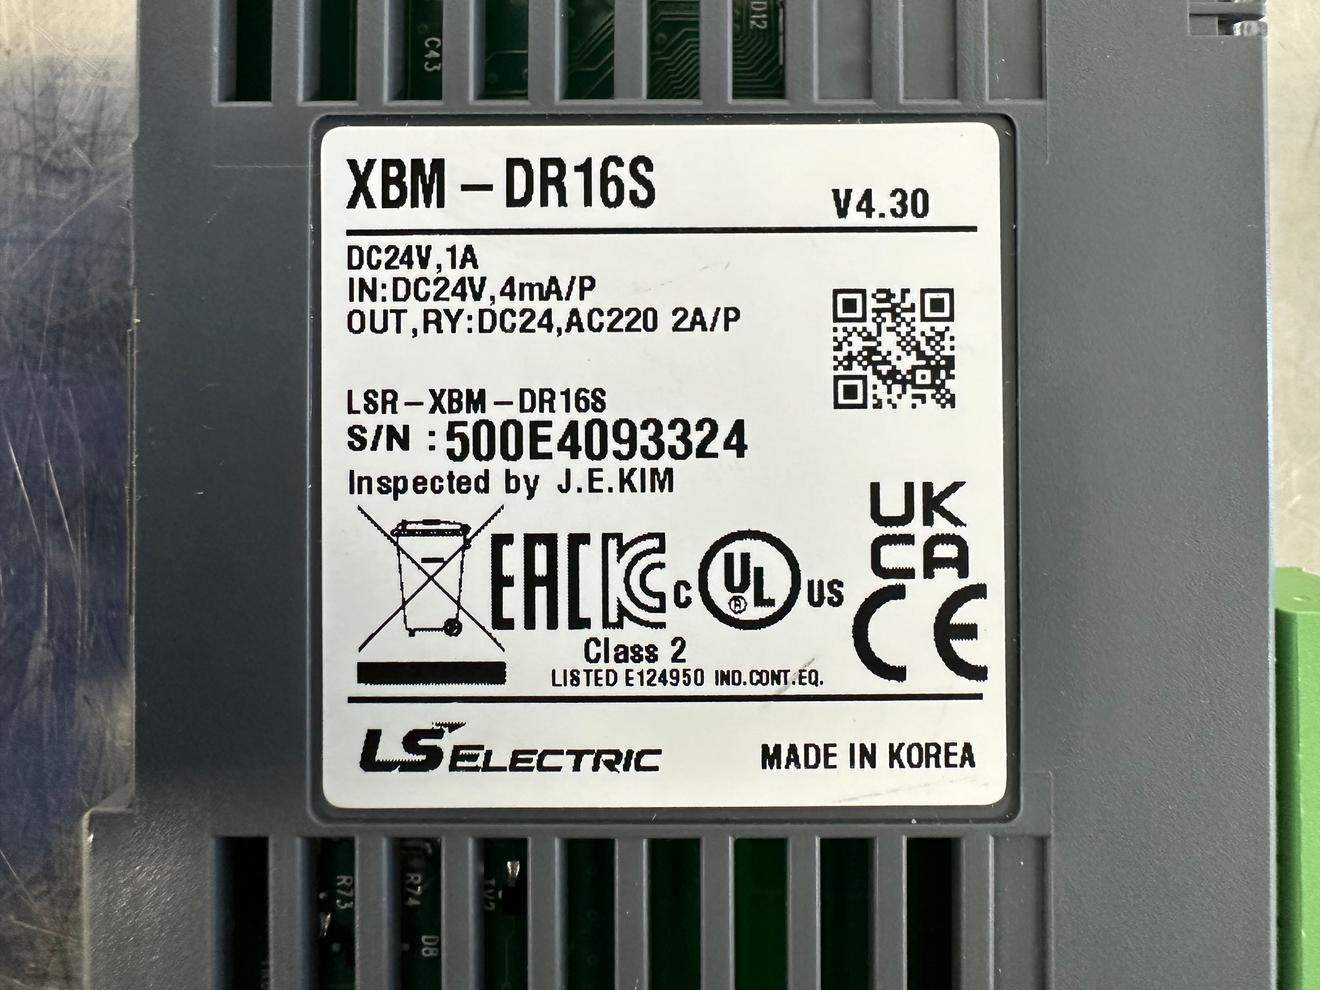 C43
D12
XBM-DR16S
V4.30
DC24V,1A
IN:DC24V,4mA/P
OUT,RY:DC24,AC220 2A/P
LSR-XBM-DR16S
S/N :500E4093324
Inspected by J.E.KIM
UK
CA
EAC KC C UL ® US CE
Class 2
LISTED E124950 IND.CONT.EQ.
LS ELECTRIC
MADE IN KOREA
R73
R74
D8